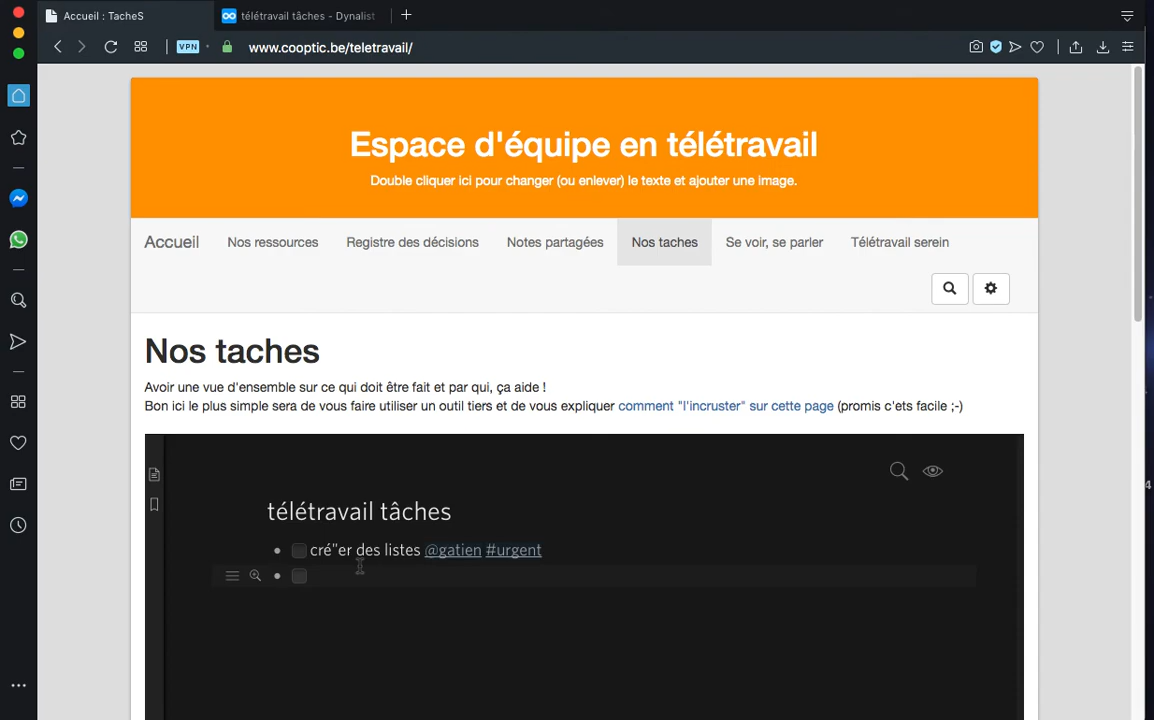 Accueil : TacheS
télétravail tâches - Dynalist
VPN
www.cooptic.be/teletravail/
Espace d'équipe en télétravail
Double cliquer ici pour changer (ou enlever) le texte et ajouter une image.
Accueil Nos ressources Registre des décisions Notes partagées Nos taches Se voir, se parler Télétravail serein
Nos taches
Avoir une vue d'ensemble sur ce qui doit être fait et par qui, ça aide !
Bon ici le plus simple sera de vous faire utiliser un outil tiers et de vous expliquer comment "l'incruster" sur cette page (promis c'ets facile ;-)
télétravail tâches
cré"er des listes @gatien #urgent
4